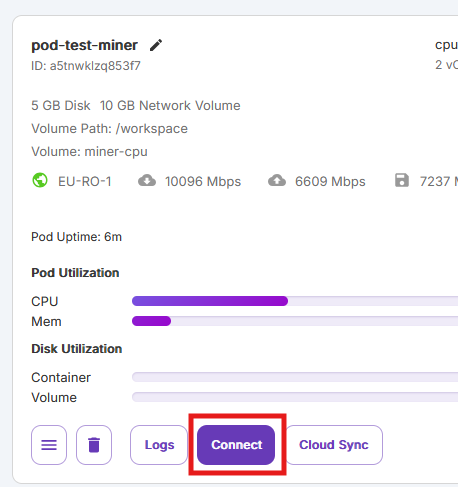 pod-test-miner
cpu
ID: a5tnwklzq853f7
2 vC
5 GB Disk 10 GB Network Volume
Volume Path: /workspace
Volume: miner-cpu
EU-RO-1 10096 Mbps 6609 Mbps 7237 M
Pod Uptime: 6m
Pod Utilization
CPU
Mem
Disk Utilization
Container
Volume
Logs Connect Cloud Sync